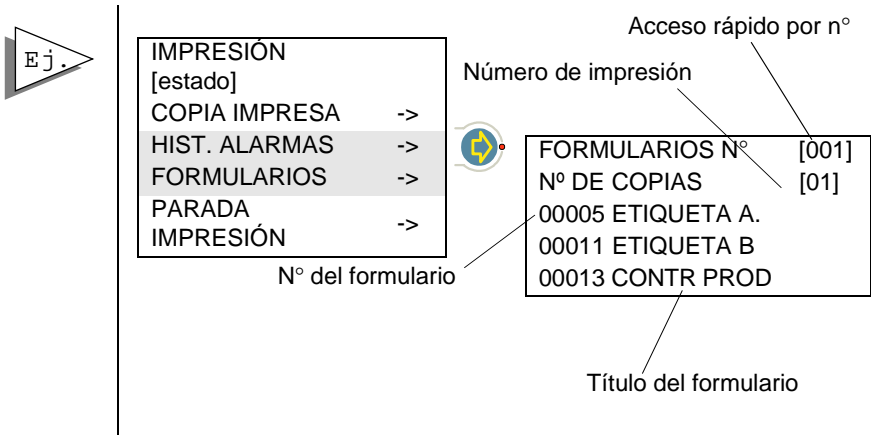 Ej.
Acceso rápido por n°
Número de impresión
IMPRESIÓN
[estado]
COPIA IMPRESA ->
HIST. ALARMAS ->
FORMULARIOS ->
PARADA
IMPRESIÓN ->
FORMULARIOS N° [001]
Nº DE COPIAS [01]
00005 ETIQUETA A.
00011 ETIQUETA B
00013 CONTR PROD
N° del formulario
Título del formulario